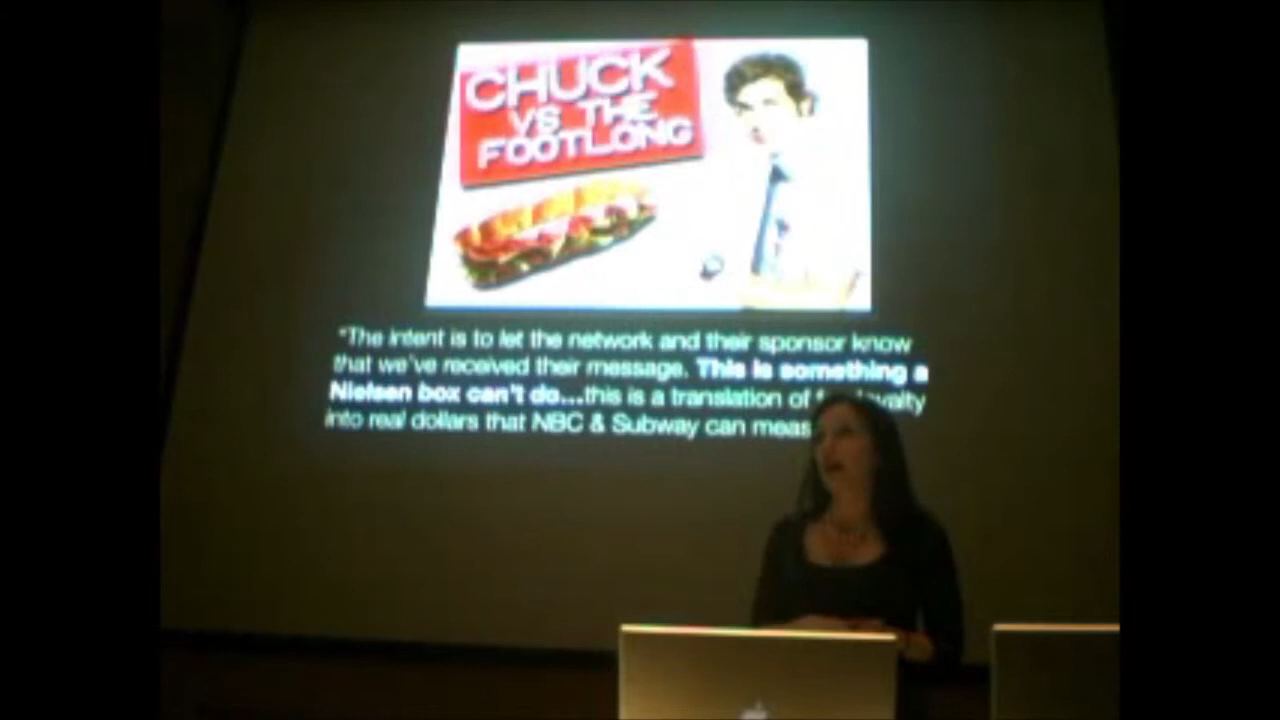 CHUCK
VS THE
FOOTLONG
"The intent is to let the network and their sponsor know
that we've received their message. This is something a
Nielsen box can't do...this is a translation of
into real dollars that NBC & Subway can meas